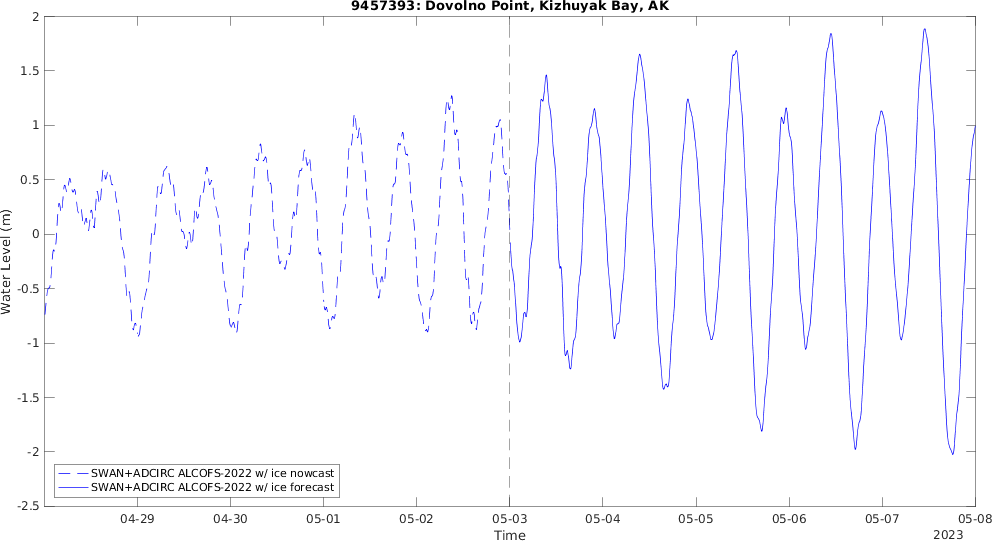 9457393: Dovolno Point, Kizhuyak Bay, AK
Water Level (m)
2
1.5
1
0.5
0
-0.5
-1
-1.5
-2
-2.5
SWAN+ADCIRC ALCOFS-2022 w/ ice nowcast
SWAN+ADCIRC ALCOFS-2022 w/ ice forecast
04-29 04-30 05-01 05-02 05-03 05-04 05-05 05-06 05-07 05-08
Time
2023